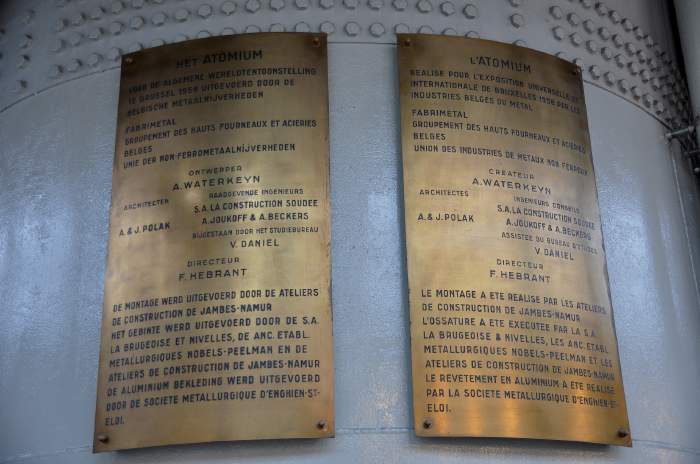 HET ATOMIUM
VOOR DE ALGEMENE WERELDTENTOONSTELLING
TE BRUSSEL 1958 UITGEVOERD DOOR DE
BELGISCHE METAALNIJVERHEDEN
FABRIMETAL
GROUPEMENT DES HAUTS FOURNEAUX ET ACIERIES
BELGES
UNIE DER NON-FERROMETAALNIJVERHEDEN
ONTWERPER
A. WATERKEYN
ARCHITECTEN
A. & J. POLAK
RAADGEVENDE INGENIEURS
S.A. LA CONSTRUCTION SOUDEE
A. JOUKOFF & A. BECKERS
BIJGESTAAN DOOR HET STUDIEBUREAU
V. DANIEL
DIRECTEUR
F. HEBRANT
DE MONTAGE WERD UITGEVOERD DOOR DE ATELIERS
DE CONSTRUCTION DE JAMBES-NAMUR
HET GEBINTE WERD UITGEVOERD DOOR DE S.A.
LA BRUGEOISE ET NIVELLES, DE ANC. ETABL.
METALLURGIQUES NOBELS-PEELMAN EN DE
ATELIERS DE CONSTRUCTION DE JAMBES-NAMUR
DE ALUMINIUM BEKLEDING WERD UITGEVOERD
DOOR DE SOCIETE METALLURGIQUE D'ENGHIEN-ST-
ELOI.
L'ATOMIUM
REALISE POUR L'EXPOSITION UNIVERSELLE ET
INTERNATIONALE DE BRUXELLES 1958 PAR LES
INDUSTRIES BELGES DU METAL
FABRIMETAL
GROUPEMENT DES HAUTS FOURNEAUX ET ACIERIES
BELGES
UNION DES INDUSTRIES DE METAUX NON FERREUX
CREATEUR
A. WATERKEYN
ARCHITECTES
A. & J. POLAK
INGENIEURS CONSEILS
S.A. LA CONSTRUCTION SOUDEE
A. JOUKOFF & A. BECKERS
ASSISTEE DU BUREAU D'ETUDES
V. DANIEL
DIRECTEUR
F. HEBRANT
LE MONTAGE A ETE REALISE PAR LES ATELIERS
DE CONSTRUCTION DE JAMBES-NAMUR
L'OSSATURE A ETE EXECUTEE PAR LA S.A.
LA BRUGEOISE & NIVELLES, LES ANC. ETABL.
METALLURGIQUES NOBELS-PEELMAN ET LES
ATELIERS DE CONSTRUCTION DE JAMBES-NAMUR
LE REVETEMENT EN ALUMINIUM A ETE REALISE
PAR LA SOCIETE METALLURGIQUE D'ENGHIEN-ST-
ELOI.